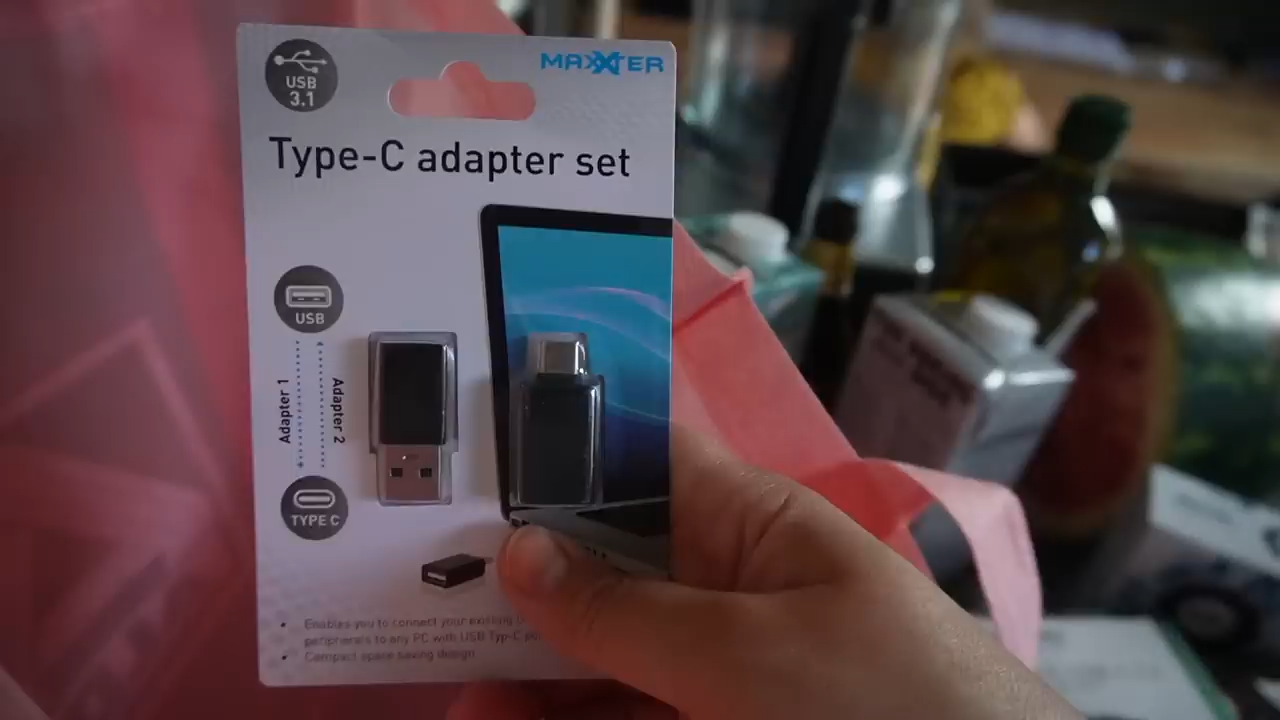 USB
3.1
MAXXTER
Type-C adapter set
USB
Adapter 1
Adapter 2
TYPE C
• Enables you to connect your existing
peripherals to any PC with USB Typ-C
• Compact space saving design